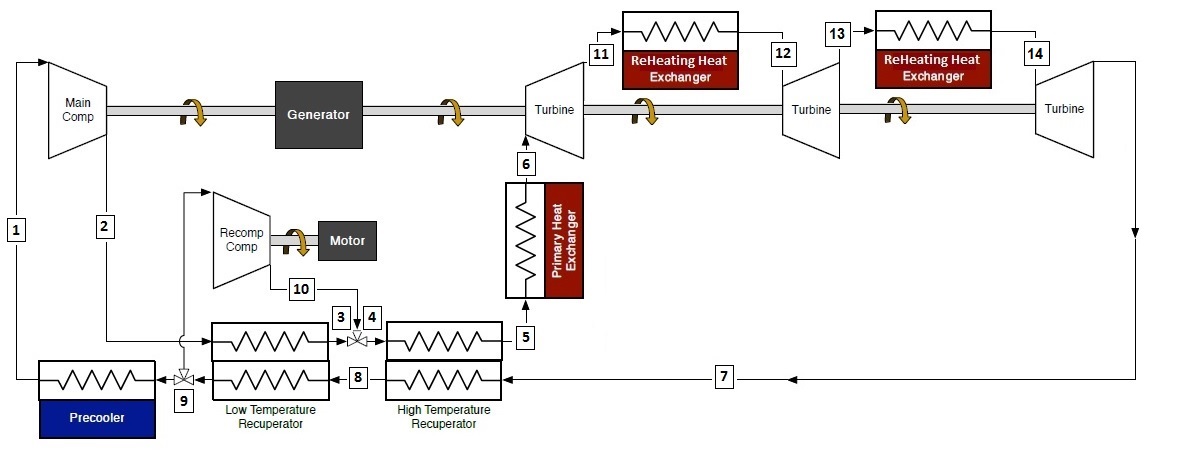 11
ReHeating Heat
Exchanger
12
13
ReHeating Heat
Exchanger
14
Main
Comp
Generator
Turbine
Turbine
Turbine
6
1
2
Recomp
Comp
Motor
Primary Heat
Exchanger
10
3
4
5
7
8
9
Precooler
Low Temperature
Recuperator
High Temperature
Recuperator